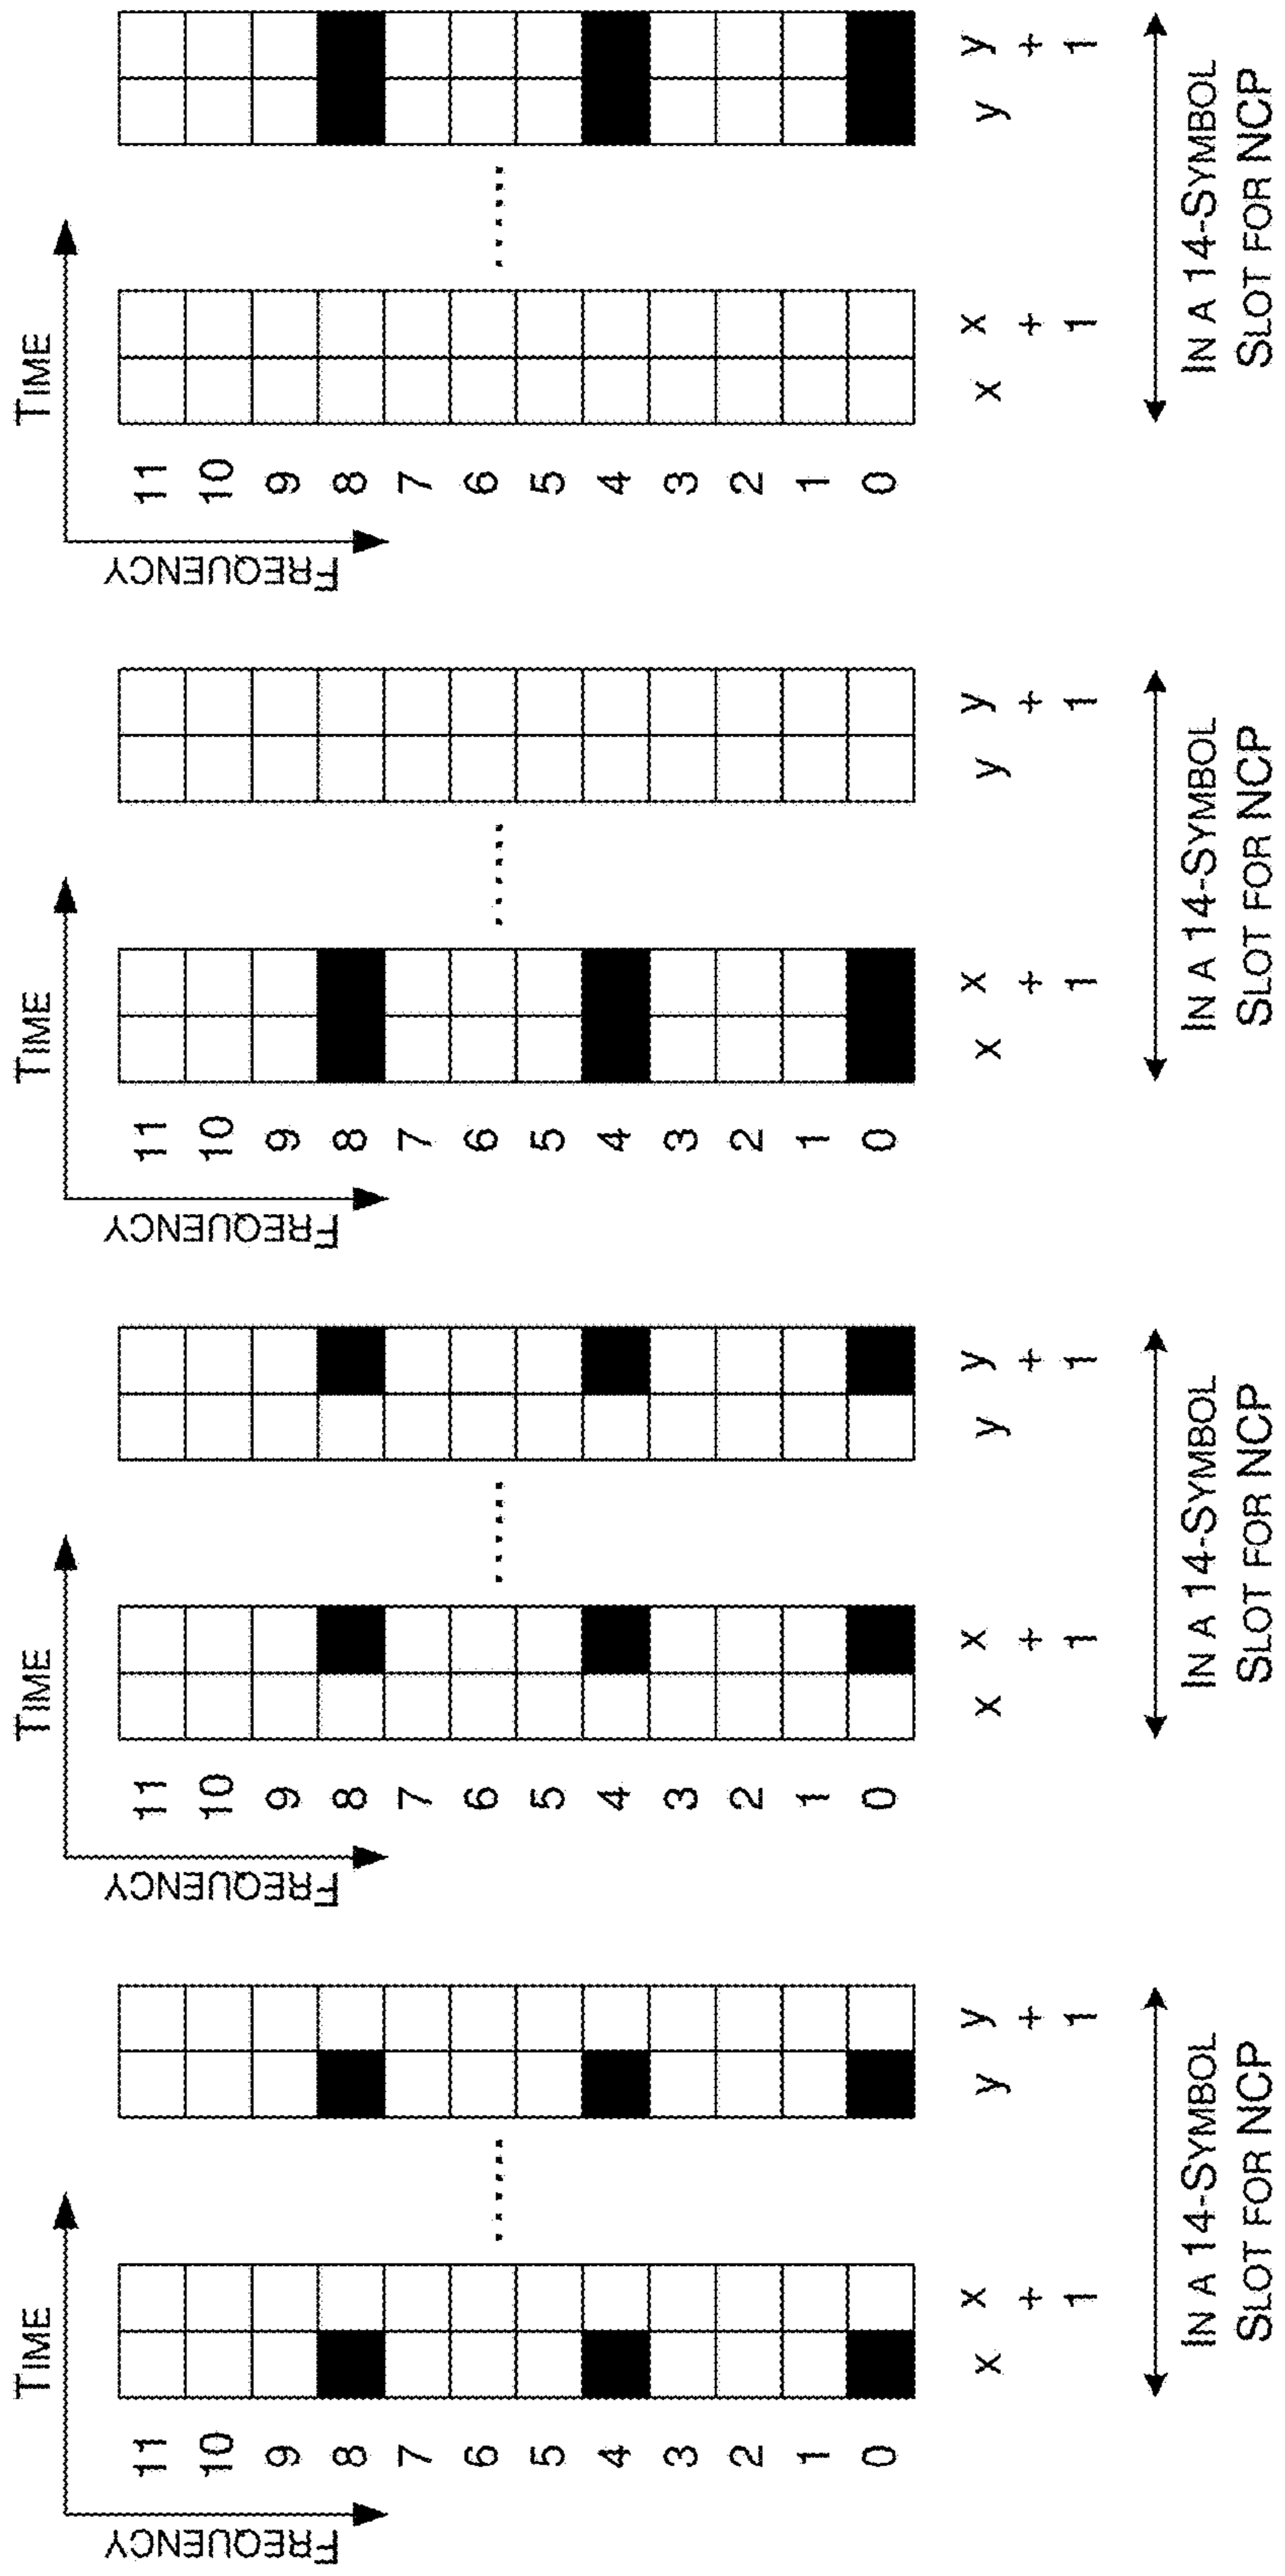 TIME
FREQUENCY
11
10
9
8
7
6
5
4
3
2
1
0
x x y y
+ +
1 1
IN A 14-SYMBOL
SLOT FOR NCP
TIME
FREQUENCY
11
10
9
8
7
6
5
4
3
2
1
0
x x y y
+ +
1 1
IN A 14-SYMBOL
SLOT FOR NCP
TIME
FREQUENCY
11
10
9
8
7
6
5
4
3
2
1
0
x x y y
+ +
1 1
IN A 14-SYMBOL
SLOT FOR NCP
TIME
FREQUENCY
11
10
9
8
7
6
5
4
3
2
1
0
x x y y
+ +
1 1
IN A 14-SYMBOL
SLOT FOR NCP